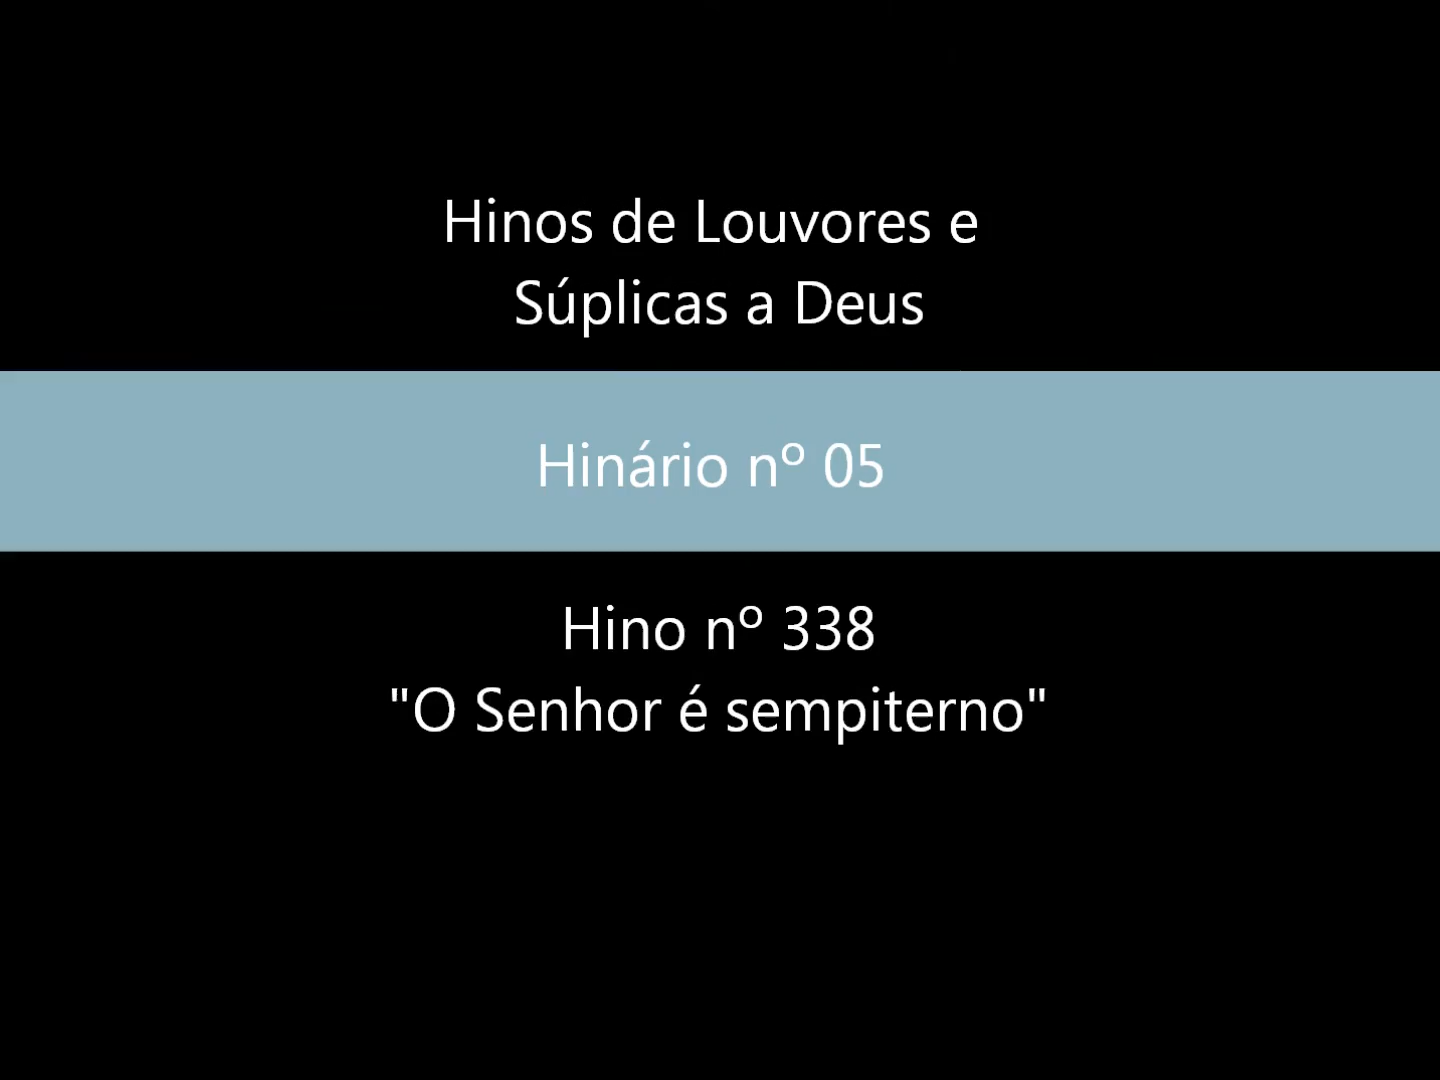 Hinos de Louvores e
Súplicas a Deus
Hinário nº 05
Hino nº 338
"O Senhor é sempiterno"